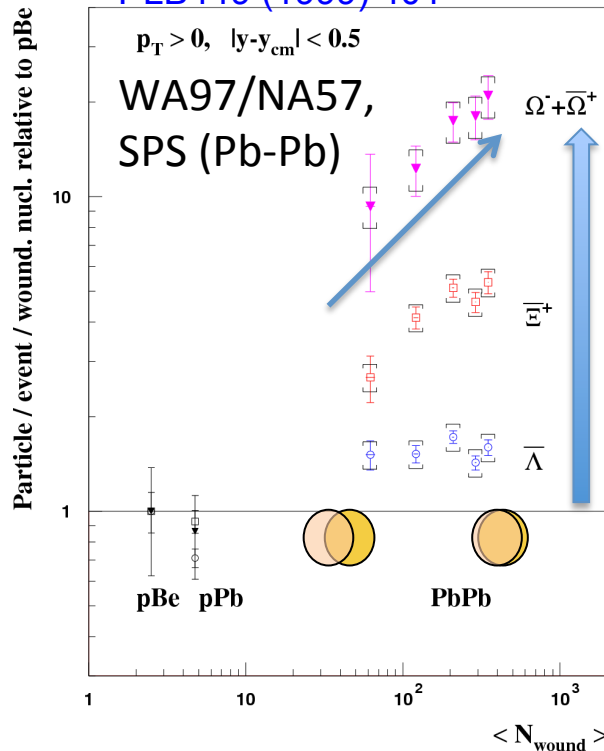 p_T > 0, |y-y_cm| < 0.5
WA97/NA57,
SPS (Pb-Pb)
Particle / event / wound. nucl. relative to pBe
10
1
Ω⁻+Ω̅⁺
Ξ̅⁺
Λ̅
pBe
pPb
PbPb
1
10
10²
10³
< N_wound >